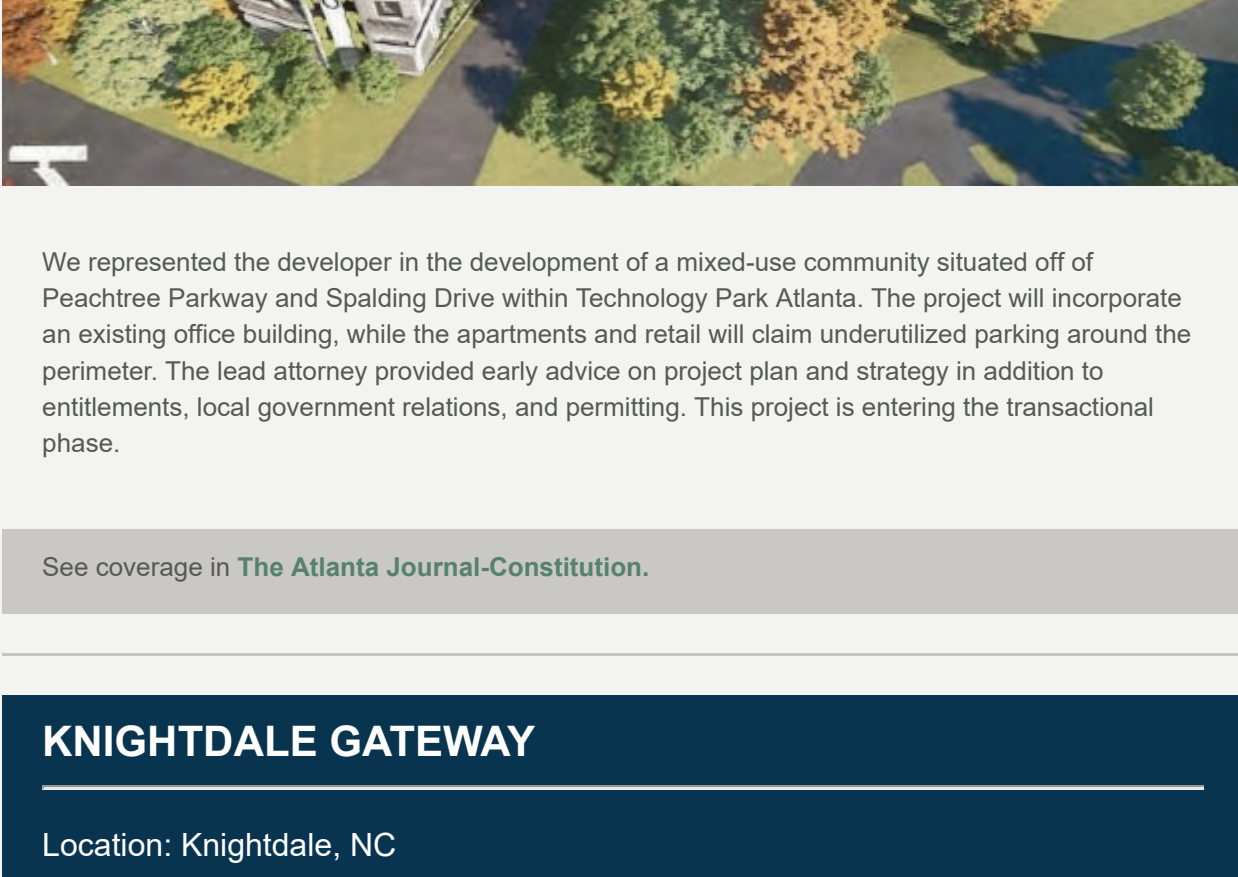 We represented the developer in the development of a mixed-use community situated off of
Peachtree Parkway and Spalding Drive within Technology Park Atlanta. The project will incorporate
an existing office building, while the apartments and retail will claim underutilized parking around the
perimeter. The lead attorney provided early advice on project plan and strategy in addition to
entitlements, local government relations, and permitting. This project is entering the transactional
phase.
See coverage in The Atlanta Journal-Constitution.
KNIGHTDALE GATEWAY
Location: Knightdale, NC